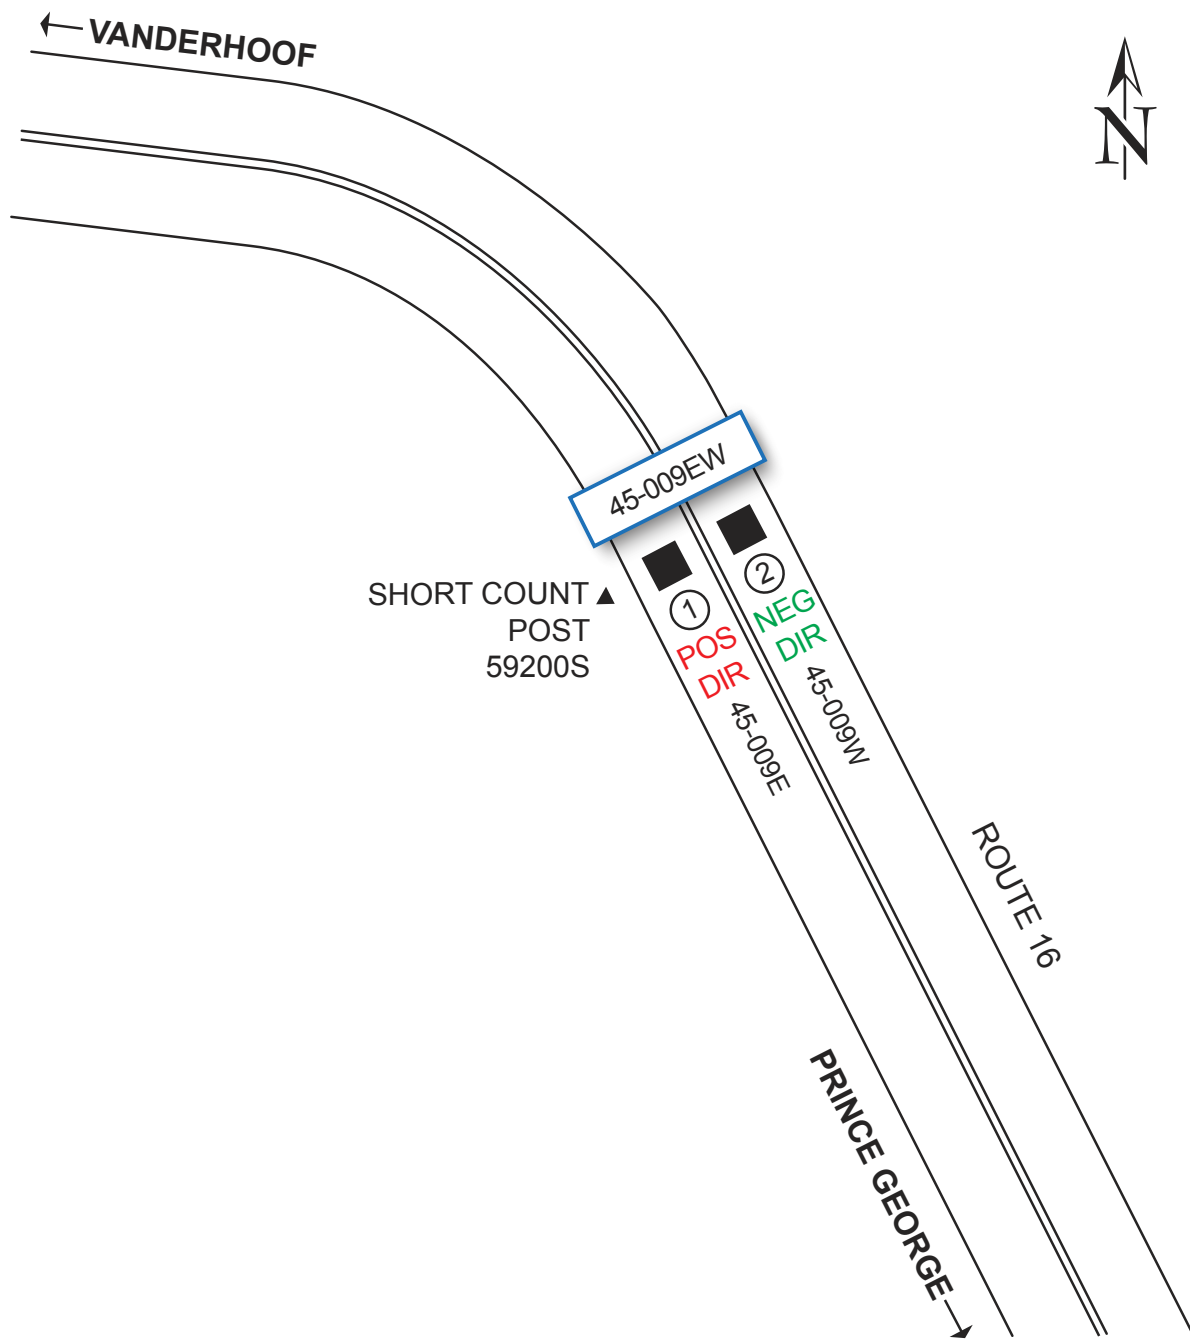 VANDERHOOF
N
45-009EW
SHORT COUNT
POST
59200S
1
POS
DIR
45-009E
2
NEG
DIR
45-009W
ROUTE 16
PRINCE GEORGE